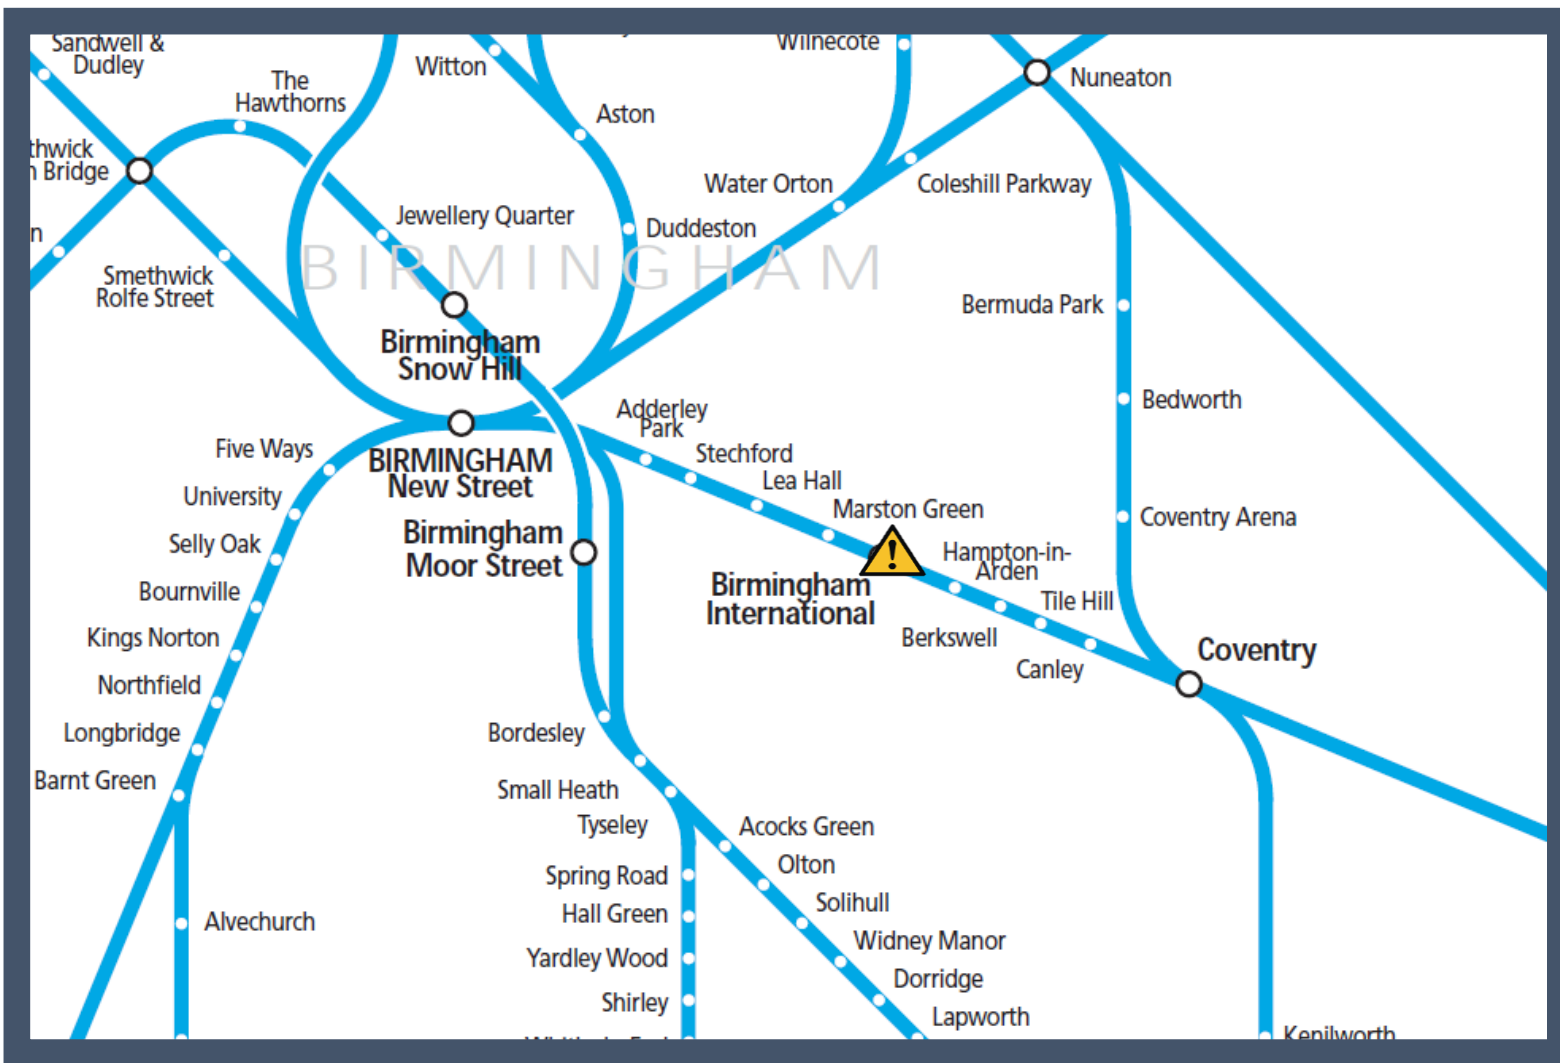 Sandwell &
Dudley
The
Hawthorns
Witton
Wilnecote
Nuneaton
Aston
thwick
n Bridge
Water Orton
Coleshill Parkway
Jewellery Quarter
Duddeston
n
BIRMINGHAM
Smethwick
Rolfe Street
Bermuda Park
Birmingham
Snow Hill
Bedworth
Adderley
Park
Five Ways
BIRMINGHAM
New Street
Stechford
Lea Hall
University
Marston Green
Coventry Arena
Birmingham
Moor Street
Selly Oak
!
Hampton-in-
Arden
Birmingham
International
Bournville
Tile Hill
Kings Norton
Berkswell
Coventry
Canley
Northfield
Longbridge
Bordesley
Barnt Green
Small Heath
Tyseley
Acocks Green
Olton
Spring Road
Solihull
Hall Green
Alvechurch
Widney Manor
Yardley Wood
Dorridge
Shirley
Lapworth
Kenilworth